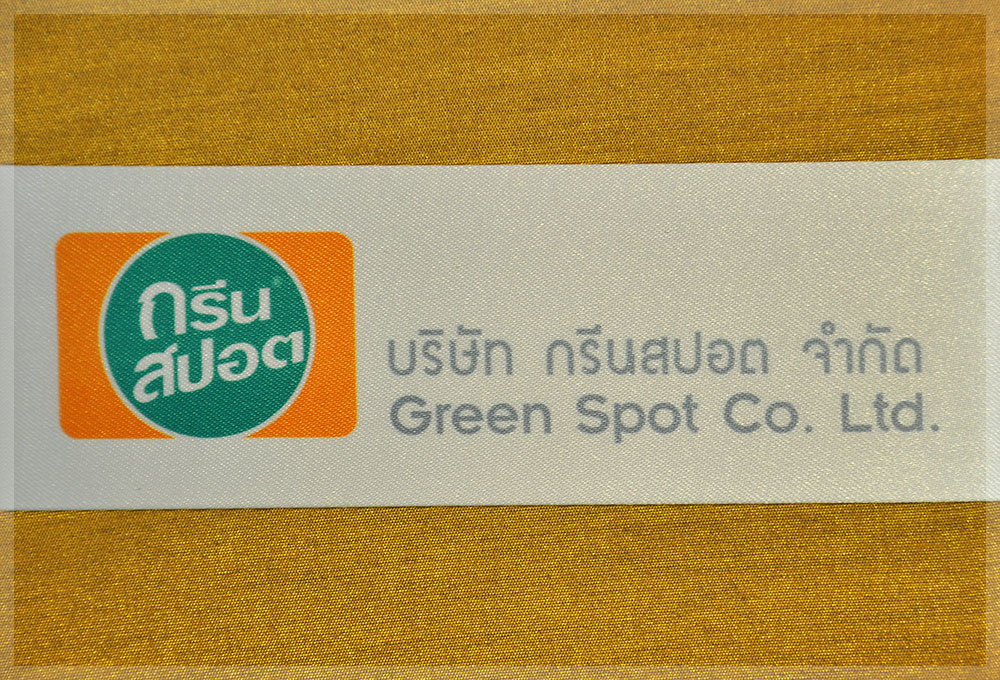 กรีน
สปอต
บริษัท กรีนสปอต จำกัด
Green Spot Co. Ltd.